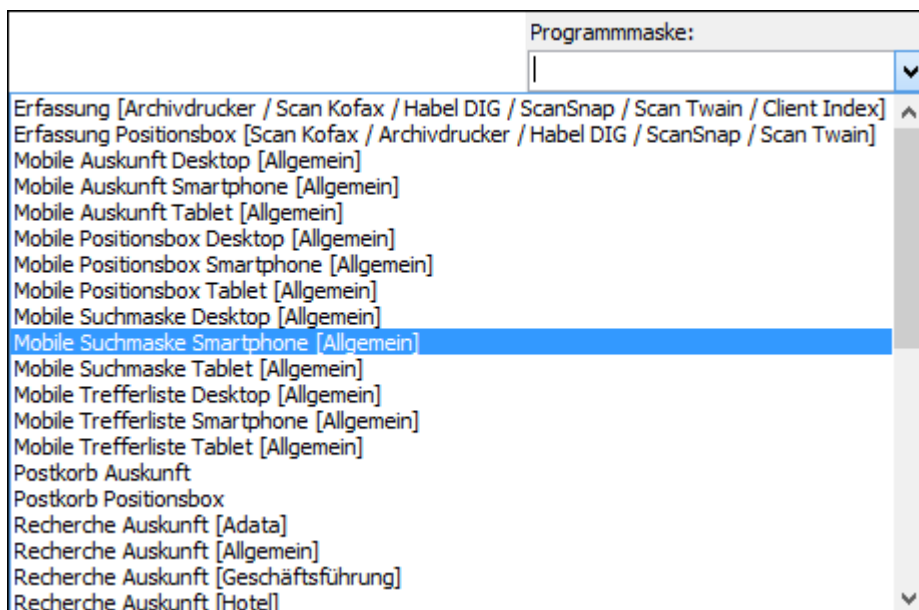 Programmmaske:
Erfassung [Archivdrucker / Scan Kofax / Habel DIG / ScanSnap / Scan Twain / Client Index]
Erfassung Positionsbox [Scan Kofax / Archivdrucker / Habel DIG / ScanSnap / Scan Twain]
Mobile Auskunft Desktop [Allgemein]
Mobile Auskunft Smartphone [Allgemein]
Mobile Auskunft Tablet [Allgemein]
Mobile Positionsbox Desktop [Allgemein]
Mobile Positionsbox Smartphone [Allgemein]
Mobile Positionsbox Tablet [Allgemein]
Mobile Suchmaske Desktop [Allgemein]
Mobile Suchmaske Smartphone [Allgemein]
Mobile Suchmaske Tablet [Allgemein]
Mobile Trefferliste Desktop [Allgemein]
Mobile Trefferliste Smartphone [Allgemein]
Mobile Trefferliste Tablet [Allgemein]
Postkorb Auskunft
Postkorb Positionsbox
Recherche Auskunft [Adata]
Recherche Auskunft [Allgemein]
Recherche Auskunft [Geschäftsführung]
Recherche Auskunft [Hotel]